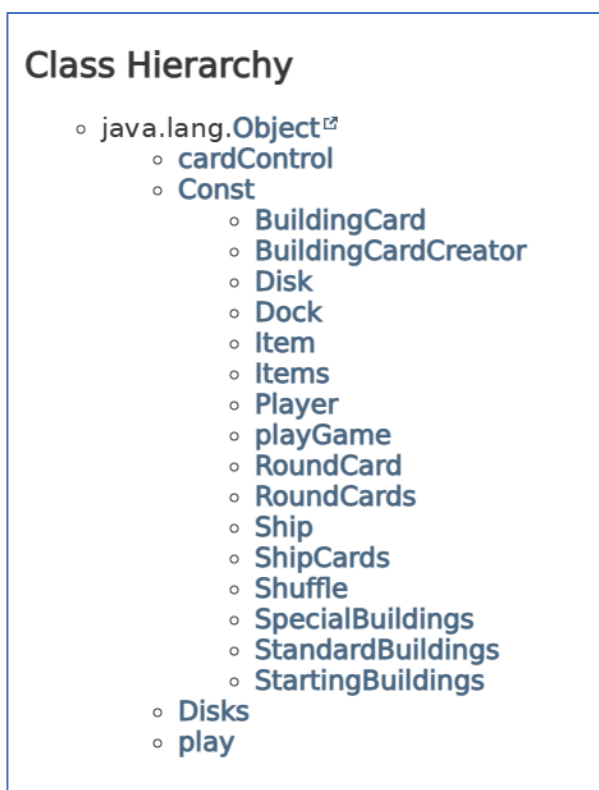 Class Hierarchy
java.lang.Object
cardControl
Const
BuildingCard
BuildingCardCreator
Disk
Dock
Item
Items
Player
playGame
RoundCard
RoundCards
Ship
ShipCards
Shuffle
SpecialBuildings
StandardBuildings
StartingBuildings
Disks
play